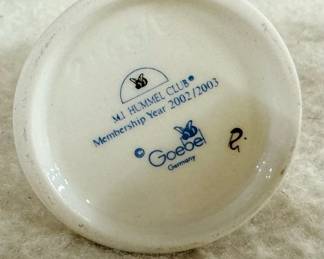 M.I HUMMEL CLUB®
Membership Year 2002/2003
© Goebel
Germany